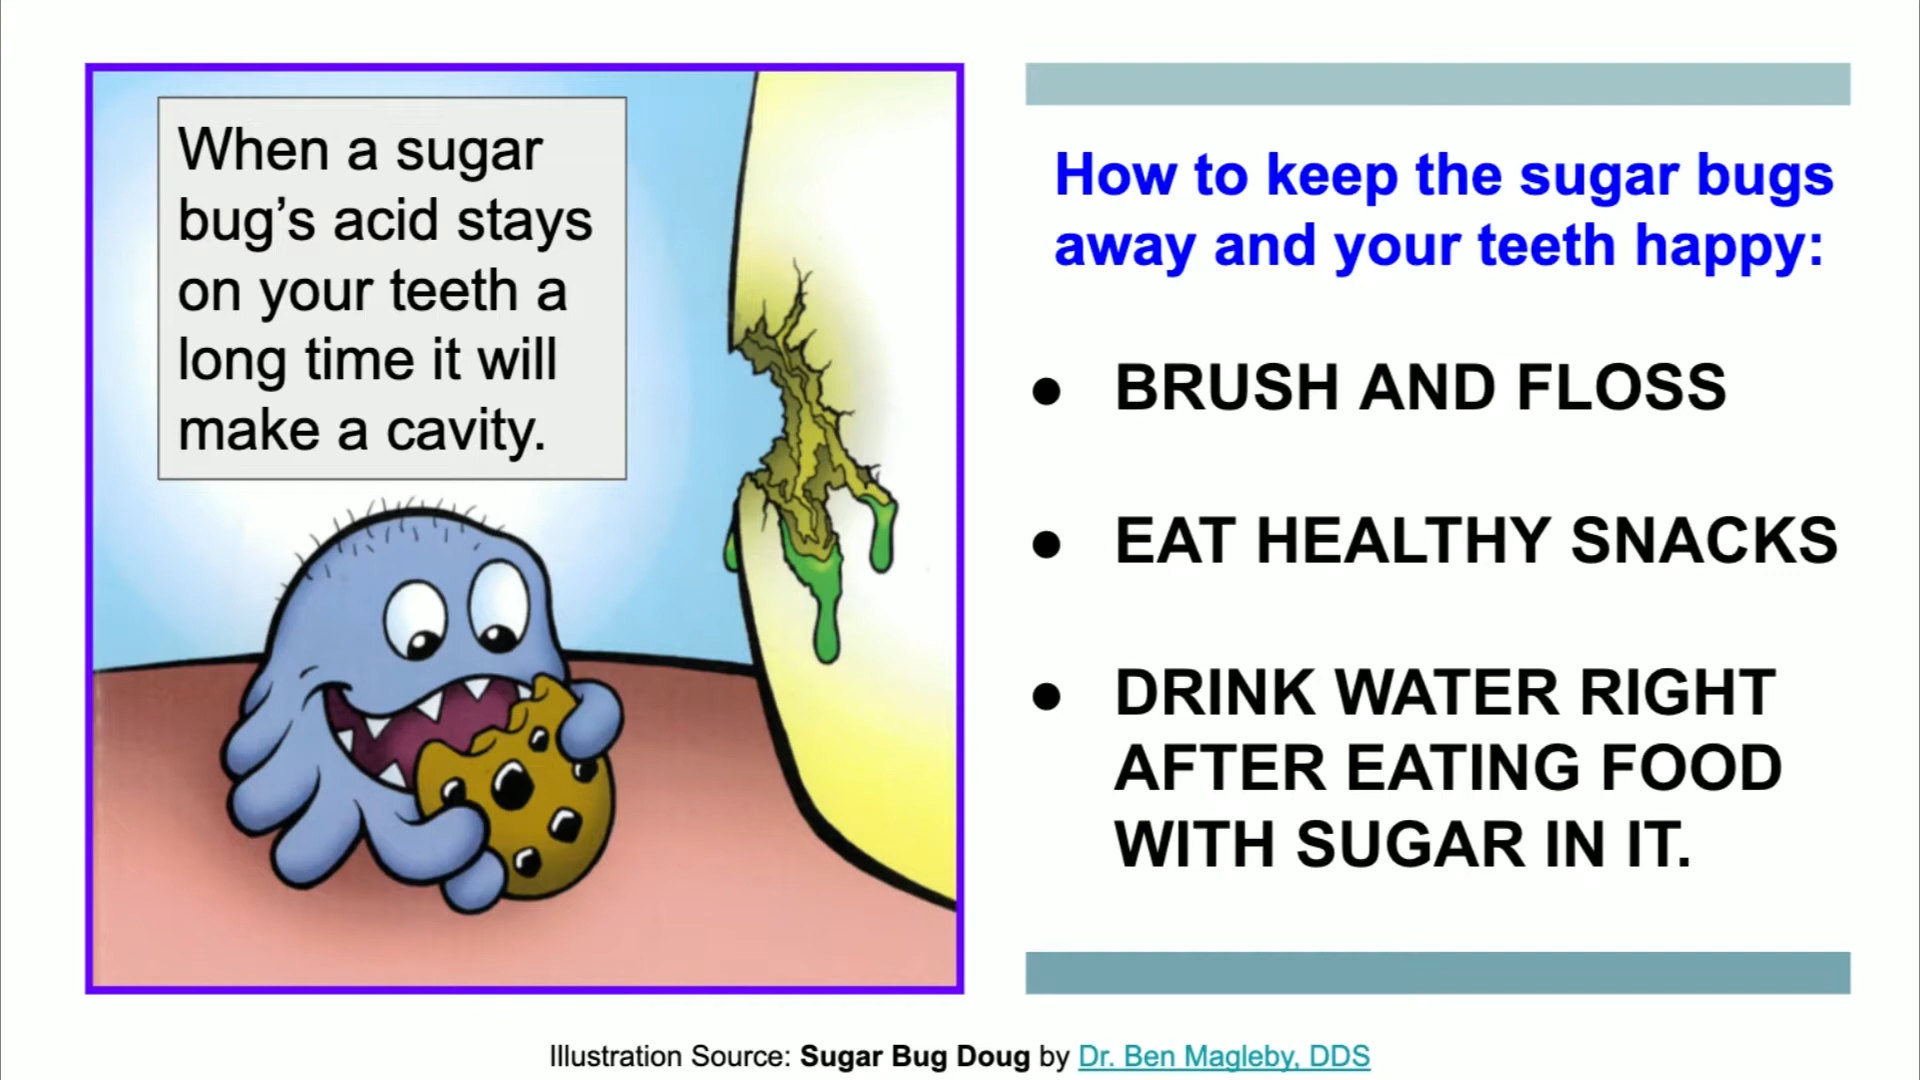 When a sugar
bug’s acid stays
on your teeth a
long time it will
make a cavity.
How to keep the sugar bugs
away and your teeth happy:
● BRUSH AND FLOSS
● EAT HEALTHY SNACKS
● DRINK WATER RIGHT
AFTER EATING FOOD
WITH SUGAR IN IT.
Illustration Source: Sugar Bug Doug by Dr. Ben Magleby, DDS